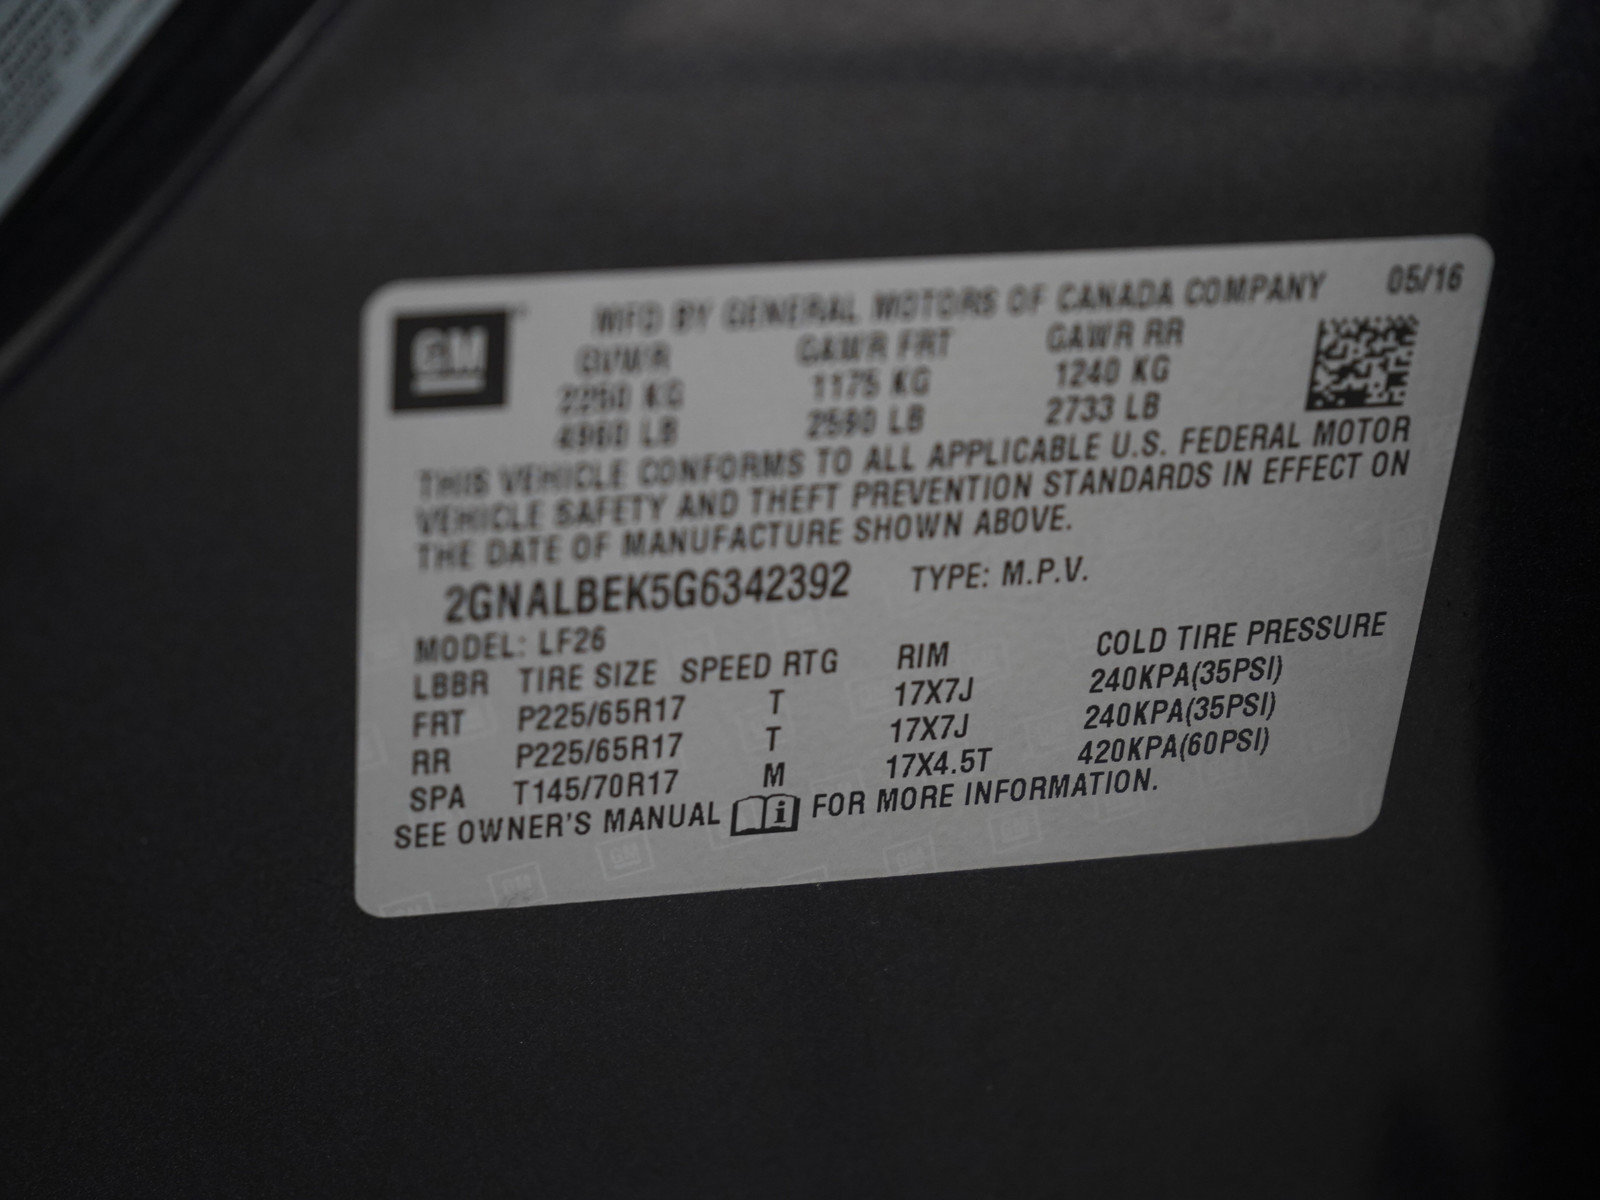 GM
MFD BY GENERAL MOTORS OF CANADA COMPANY 05/16
GVWR GAWR FRT GAWR RR
2250 KG 1175 KG 1240 KG
4960 LB 2590 LB 2733 LB
THIS VEHICLE CONFORMS TO ALL APPLICABLE U.S. FEDERAL MOTOR
VEHICLE SAFETY AND THEFT PREVENTION STANDARDS IN EFFECT ON
THE DATE OF MANUFACTURE SHOWN ABOVE.
2GNALBEK5G6342392 TYPE: M.P.V.
MODEL: LF26
LBBR TIRE SIZE SPEED RTG RIM COLD TIRE PRESSURE
FRT P225/65R17 T 17X7J 240KPA(35PSI)
RR P225/65R17 T 17X7J 240KPA(35PSI)
SPA T145/70R17 M 17X4.5T 420KPA(60PSI)
SEE OWNER'S MANUAL i FOR MORE INFORMATION.